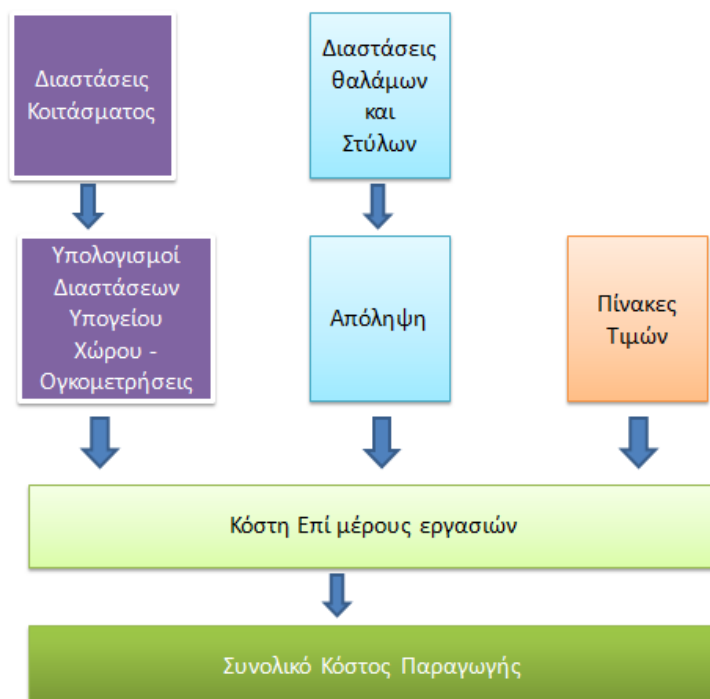 Διαστάσεις
Κοιτάσματος
Διαστάσεις
θαλάμων
και
Στύλων
Υπολογισμοί
Διαστάσεων
Υπογείου
Χώρου -
Ογκομετρήσεις
Απόληψη
Πίνακες
Τιμών
Κόστη Επί μέρους εργασιών
Συνολικό Κόστος Παραγωγής